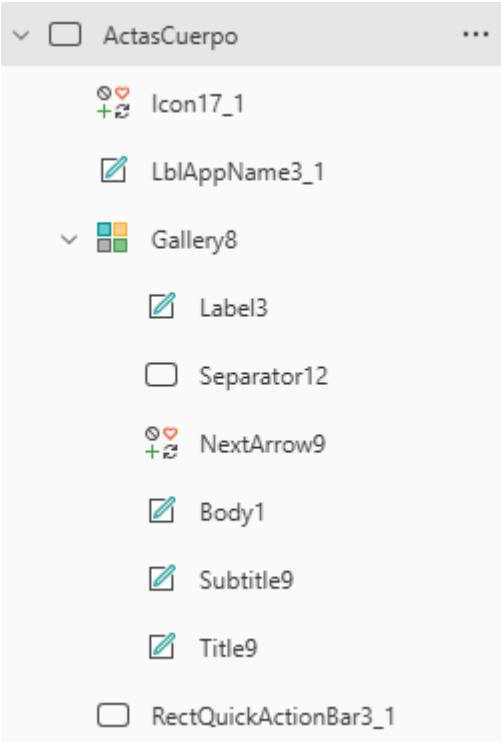 ActasCuerpo
Icon17_1
LblAppName3_1
Gallery8
Label3
Separator12
NextArrow9
Body1
Subtitle9
Title9
RectQuickActionBar3_1